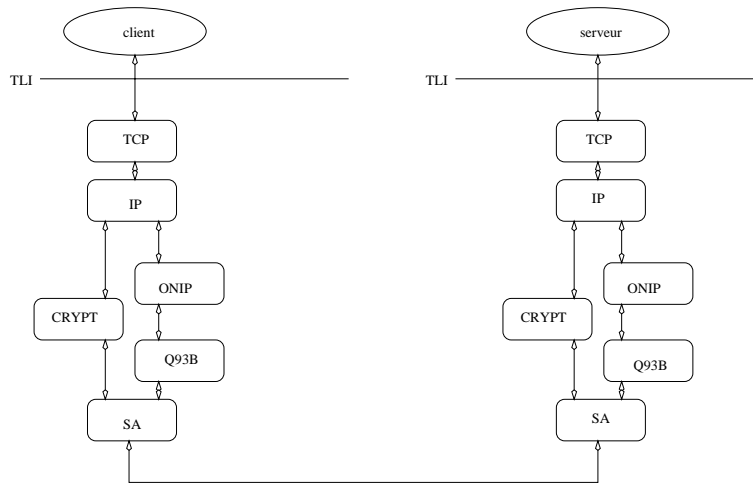 client
serveur
TLI
TLI
TCP
TCP
IP
IP
ONIP
ONIP
CRYPT
CRYPT
Q93B
Q93B
SA
SA